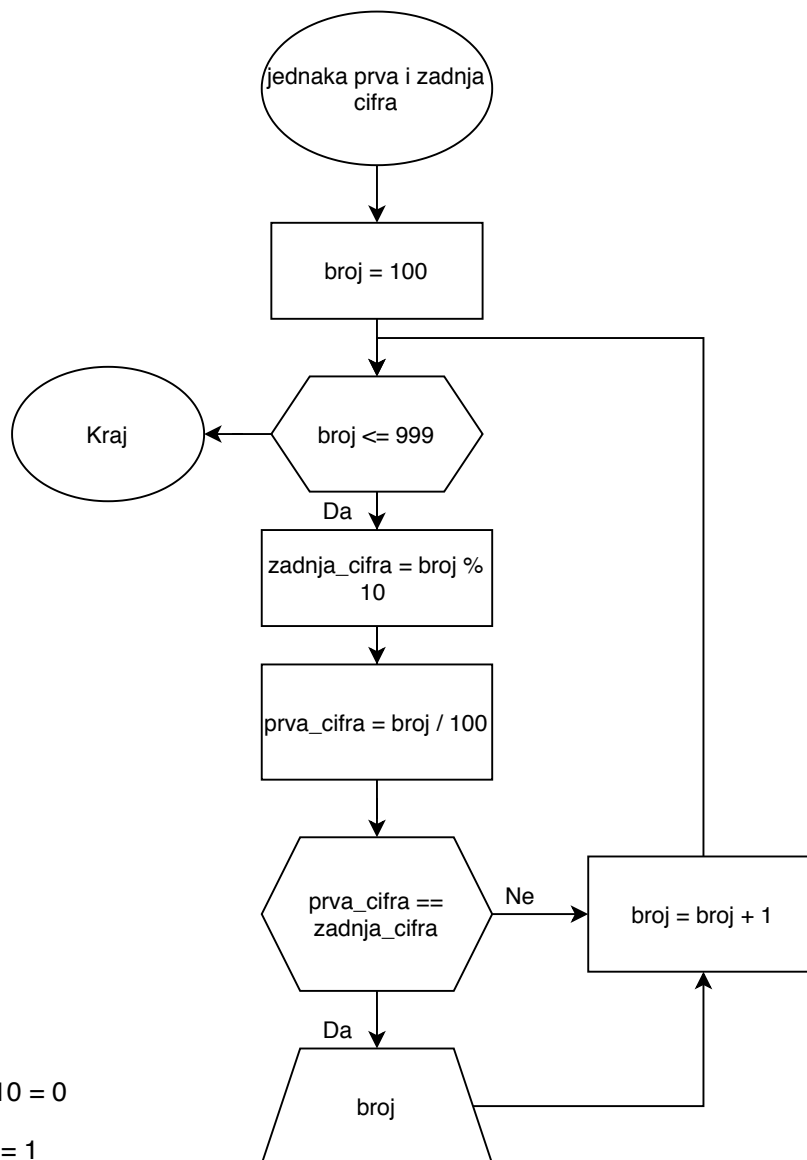 jednaka prva i zadnja
cifra
broj = 100
Kraj
broj <= 999
Da
zadnja_cifra = broj %
10
prva_cifra = broj / 100
prva_cifra ==
zadnja_cifra
Ne
broj = broj + 1
Da
broj
10 = 0
= 1